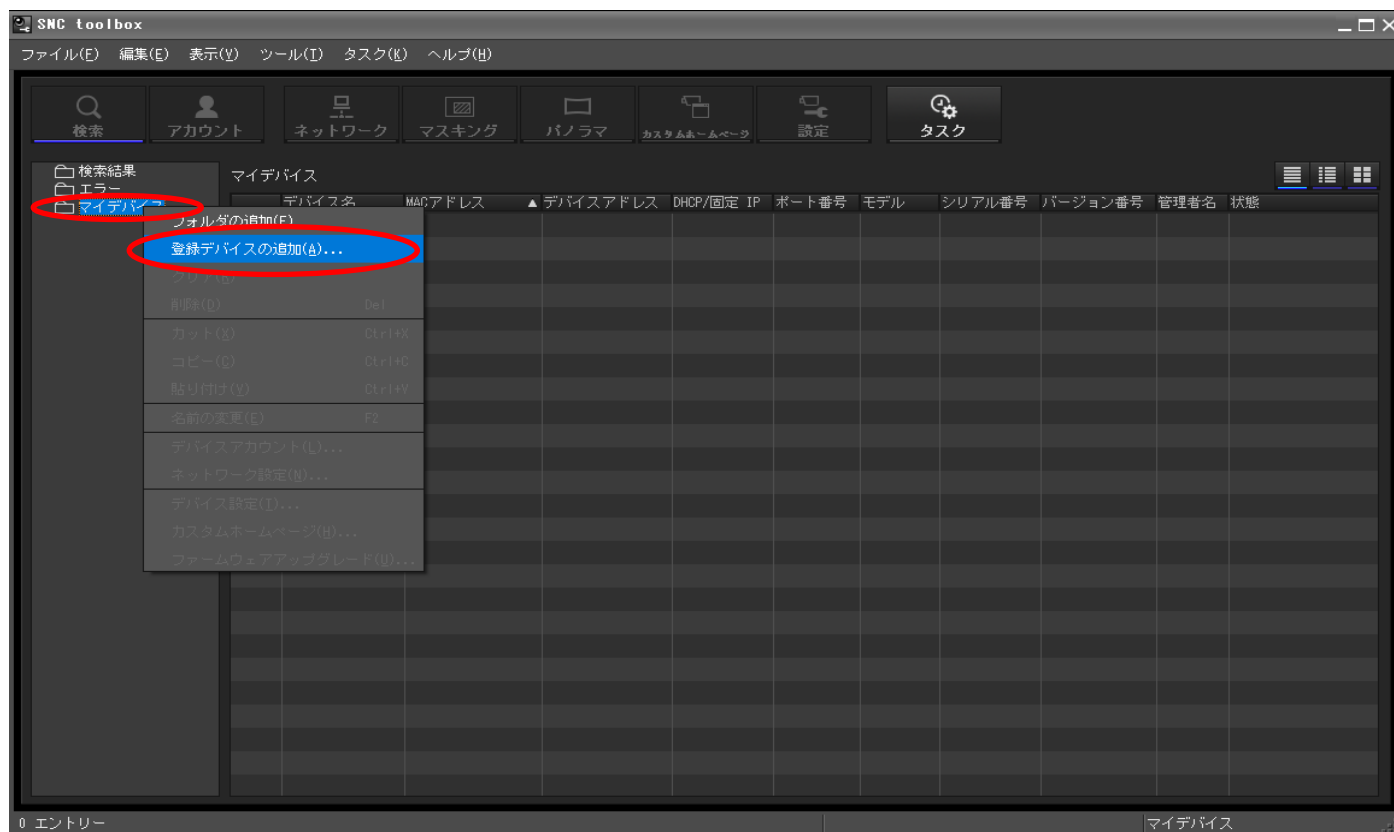 SNC toolbox
ファイル(F) 編集(E) 表示(V) ツール(T) タスク(K) ヘルプ(H)
検索 アカウント ネットワーク マスキング パノラマ カスタムホームページ 設定 タスク
検索結果
エラー
マイデバイス
マイデバイス
デバイス名 MACアドレス ▲ デバイスアドレス DHCP/固定 IP ポート番号 モデル シリアル番号 バージョン番号 管理者名 状態
フォルダの追加(F)
登録デバイスの追加(A)...
クリア(R)
削除(D) Del
カット(X) Ctrl+X
コピー(C) Ctrl+C
貼り付け(V) Ctrl+V
名前の変更(E) F2
デバイスアカウント(L)...
ネットワーク設定(N)...
デバイス設定(I)...
カスタムホームページ(H)...
ファームウェアアップグレード(U)...
0 エントリー マイデバイス